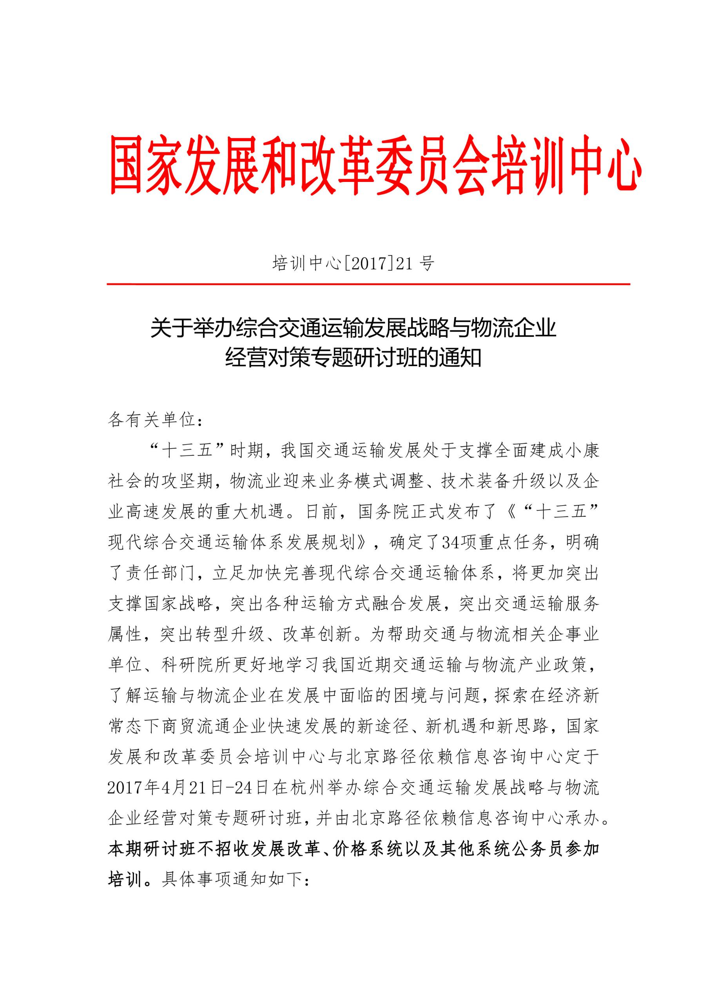 国家发展和改革委员会培训中心
培训中心[2017]21 号
关于举办综合交通运输发展战略与物流企业
经营对策专题研讨班的通知
各有关单位：
“十三五”时期，我国交通运输发展处于支撑全面建成小康
社会的攻坚期，物流业迎来业务模式调整、技术装备升级以及企
业高速发展的重大机遇。日前，国务院正式发布了《“十三五”
现代综合交通运输体系发展规划》，确定了34项重点任务，明确
了责任部门，立足加快完善现代综合交通运输体系，将更加突出
支撑国家战略，突出各种运输方式融合发展，突出交通运输服务
属性，突出转型升级、改革创新。为帮助交通与物流相关企事业
单位、科研院所更好地学习我国近期交通运输与物流产业政策，
了解运输与物流企业在发展中面临的困境与问题，探索在经济新
常态下商贸流通企业快速发展的新途径、新机遇和新思路，国家
发展和改革委员会培训中心与北京路径依赖信息咨询中心定于
2017年4月21日-24日在杭州举办综合交通运输发展战略与物流
企业经营对策专题研讨班，并由北京路径依赖信息咨询中心承办。
本期研讨班不招收发展改革、价格系统以及其他系统公务员参加
培训。具体事项通知如下：